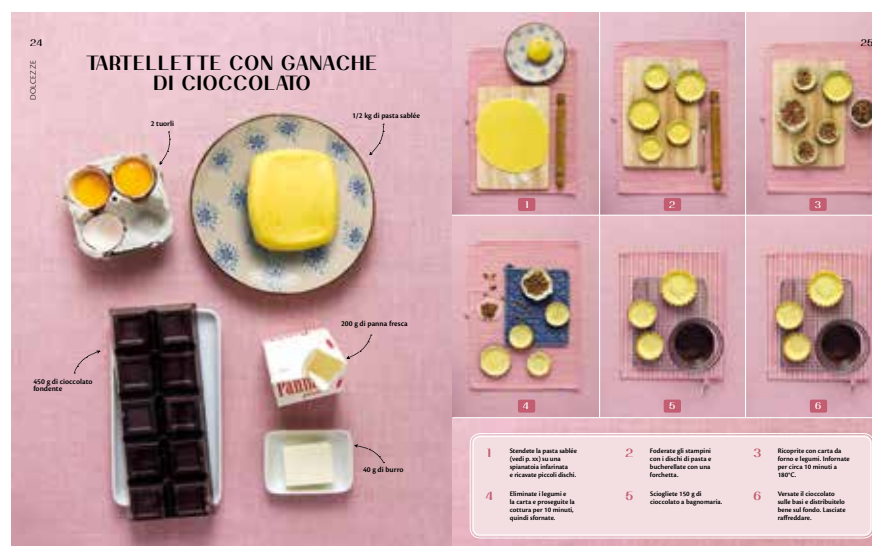 24
DOLCEZZE
TARTELLETTE CON GANACHE
DI CIOCCOLATO
2 tuorli
1/2 kg di pasta sablée
200 g di panna fresca
450 g di cioccolato
fondente
40 g di burro
25
1
2
3
4
5
6
1
Stendete la pasta sablée
(vedi p. xx) su una
spianatoia infarinata
e ricavate piccoli dischi.
2
Foderate gli stampini
con i dischi di pasta e
bucherellate con una
forchetta.
3
Ricoprite con carta da
forno e legumi. Infornate
per circa 10 minuti a
180°C.
4
Eliminate i legumi e
la carta e proseguite la
cottura per 10 minuti,
quindi sfornate.
5
Sciogliete 150 g di
cioccolato a bagnomaria.
6
Versate il cioccolato
sulle basi e distribuitelo
bene sul fondo. Lasciate
raffreddare.